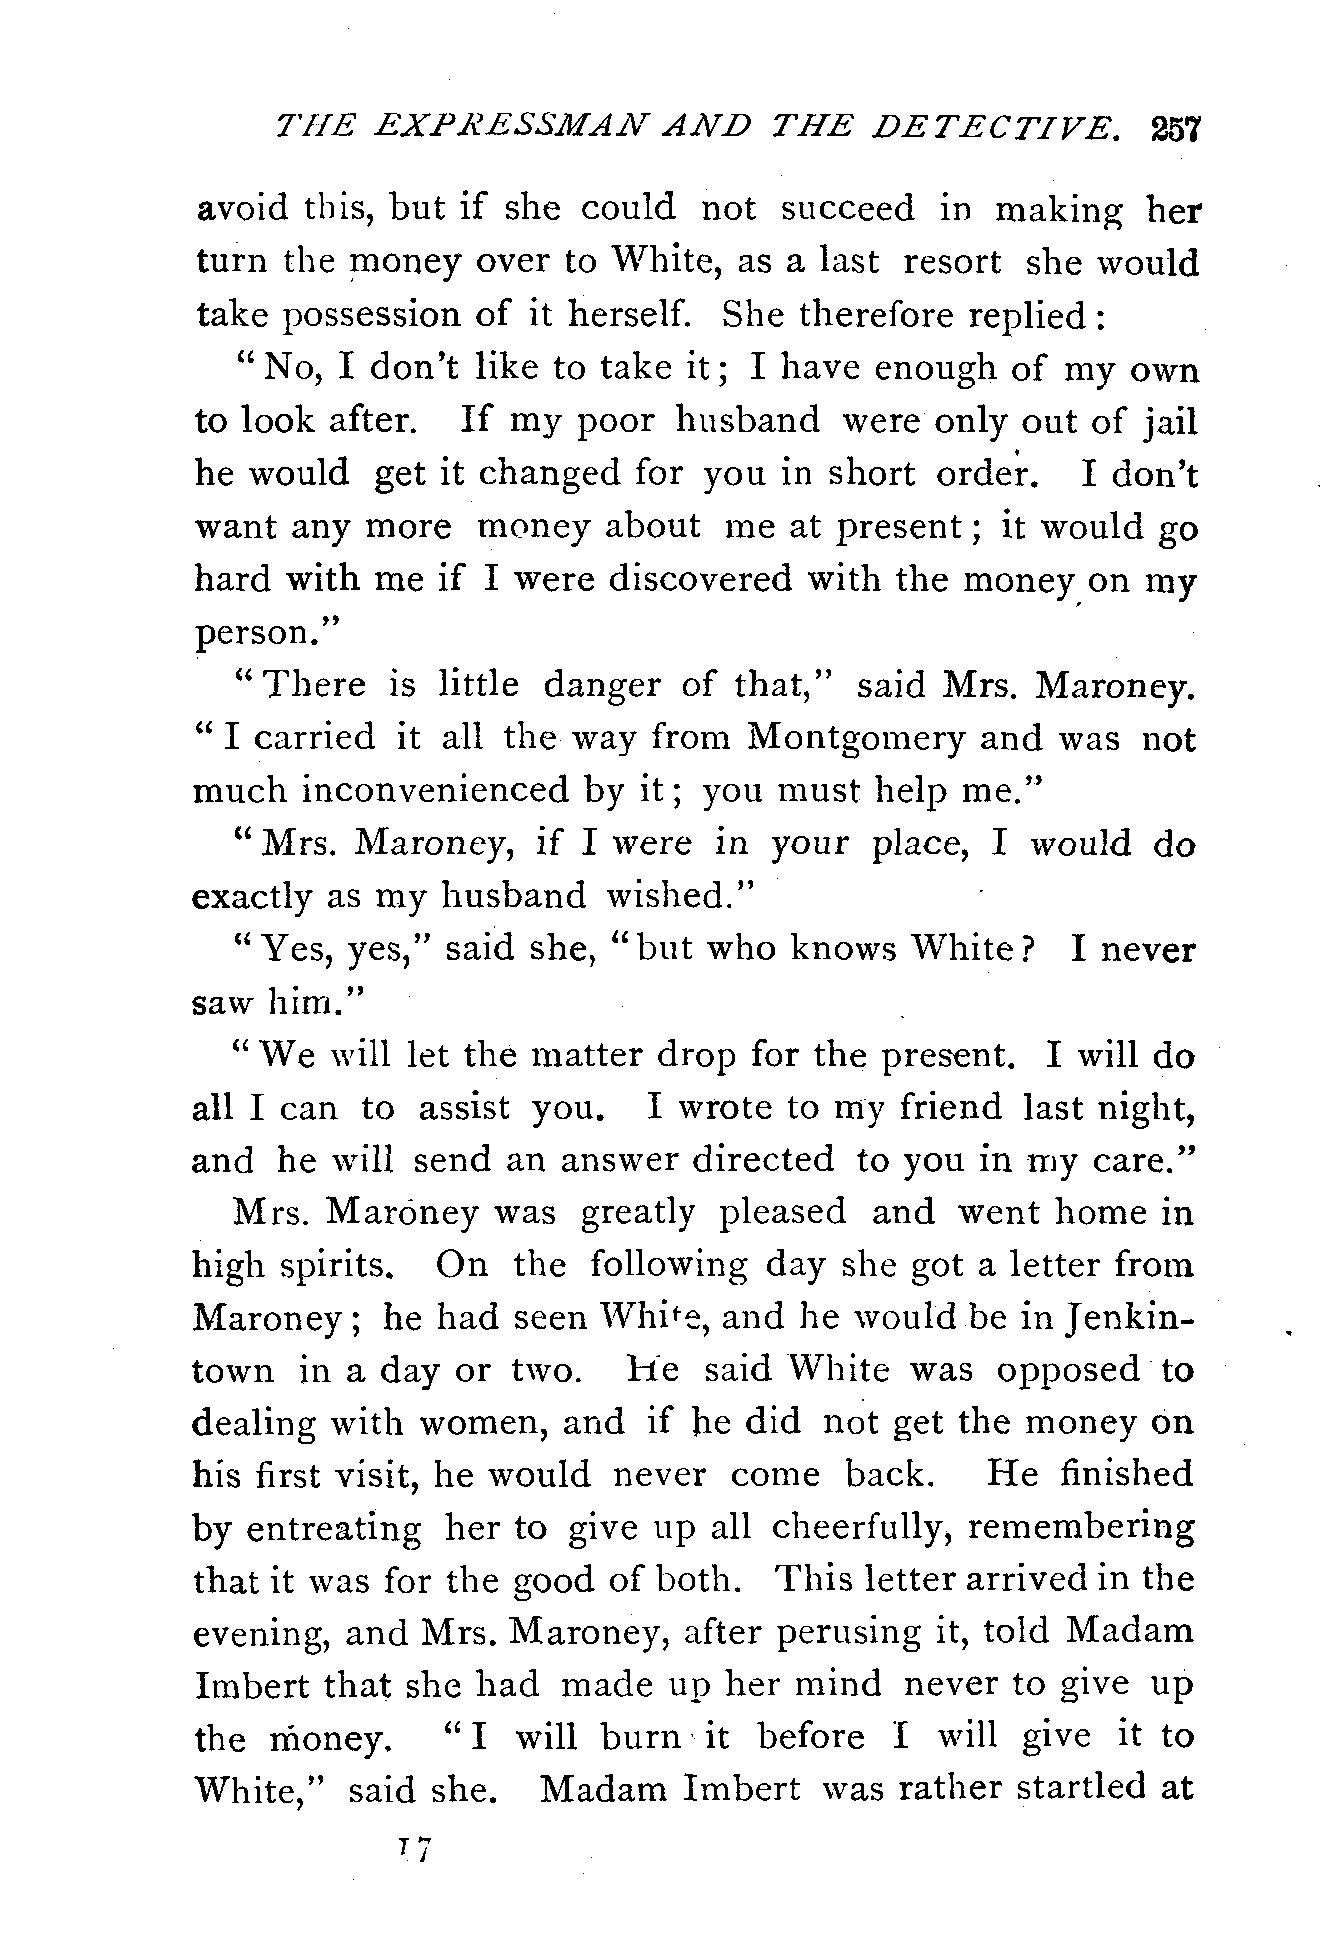 THE EXPRESSMAN AND THE DETECTIVE. 257
avoid this, but if she could not succeed in making her
turn the money over to White, as a last resort she would
take possession of it herself. She therefore replied :
“ No, I don’t like to take it ; I have enough of my own
to look after. If my poor husband were only out of jail
he would get it changed for you in short order. I don’t
want any more money about me at present ; it would go
hard with me if I were discovered with the money on my
person.”
“ There is little danger of that,” said Mrs. Maroney.
“ I carried it all the way from Montgomery and was not
much inconvenienced by it ; you must help me.”
“ Mrs. Maroney, if I were in your place, I would do
exactly as my husband wished.”
“ Yes, yes,” said she, “but who knows White ? I never
saw him.”
“ We will let the matter drop for the present. I will do
all I can to assist you. I wrote to my friend last night,
and he will send an answer directed to you in my care.”
Mrs. Maroney was greatly pleased and went home in
high spirits. On the following day she got a letter from
Maroney ; he had seen White, and he would be in Jenkin-
town in a day or two. He said White was opposed to
dealing with women, and if he did not get the money on
his first visit, he would never come back. He finished
by entreating her to give up all cheerfully, remembering
that it was for the good of both. This letter arrived in the
evening, and Mrs. Maroney, after perusing it, told Madam
Imbert that she had made up her mind never to give up
the money. “ I will burn it before I will give it to
White,” said she. Madam Imbert was rather startled at
17